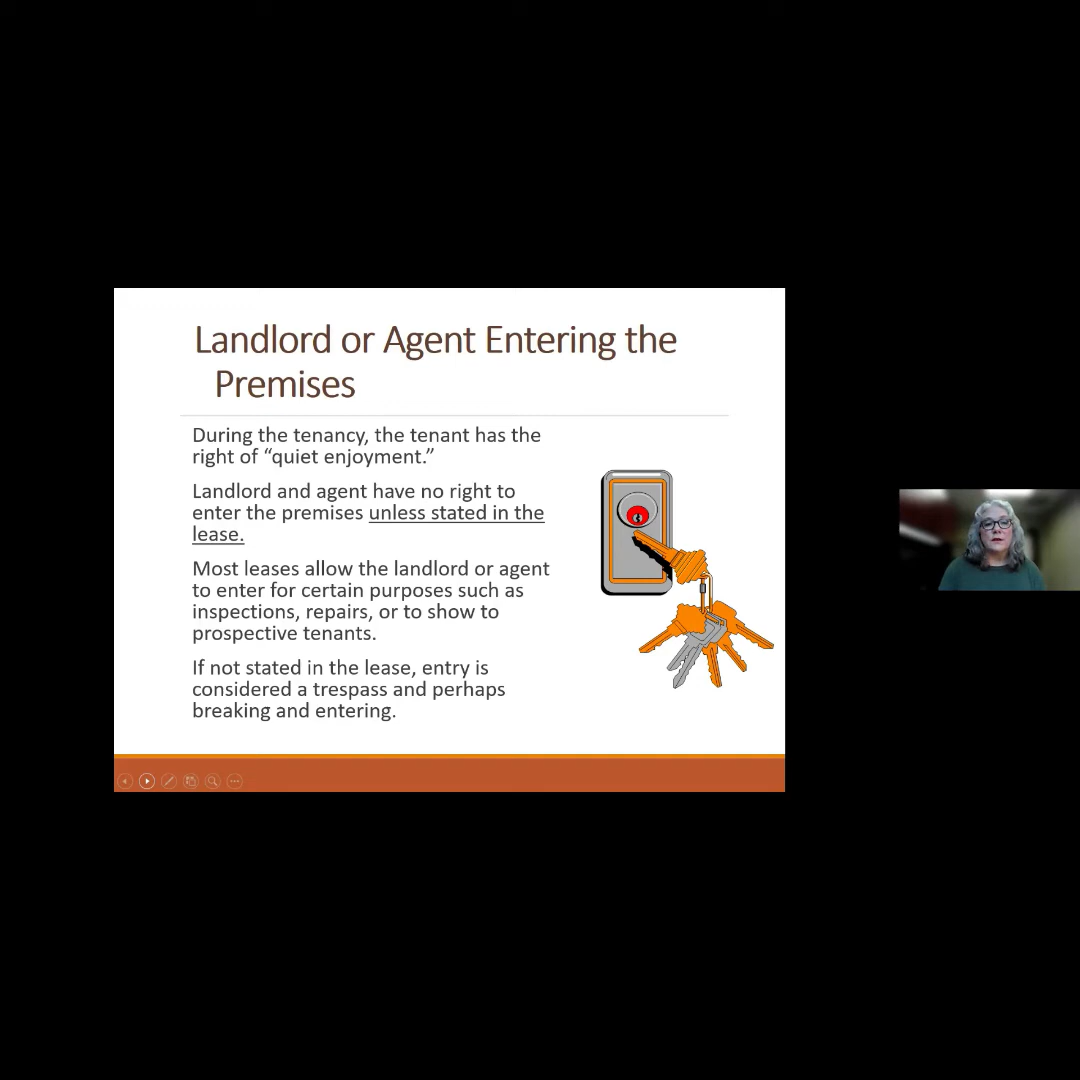 Landlord or Agent Entering the
Premises
During the tenancy, the tenant has the
right of “quiet enjoyment.”
Landlord and agent have no right to
enter the premises unless stated in the
lease.
Most leases allow the landlord or agent
to enter for certain purposes such as
inspections, repairs, or to show to
prospective tenants.
If not stated in the lease, entry is
considered a trespass and perhaps
breaking and entering.